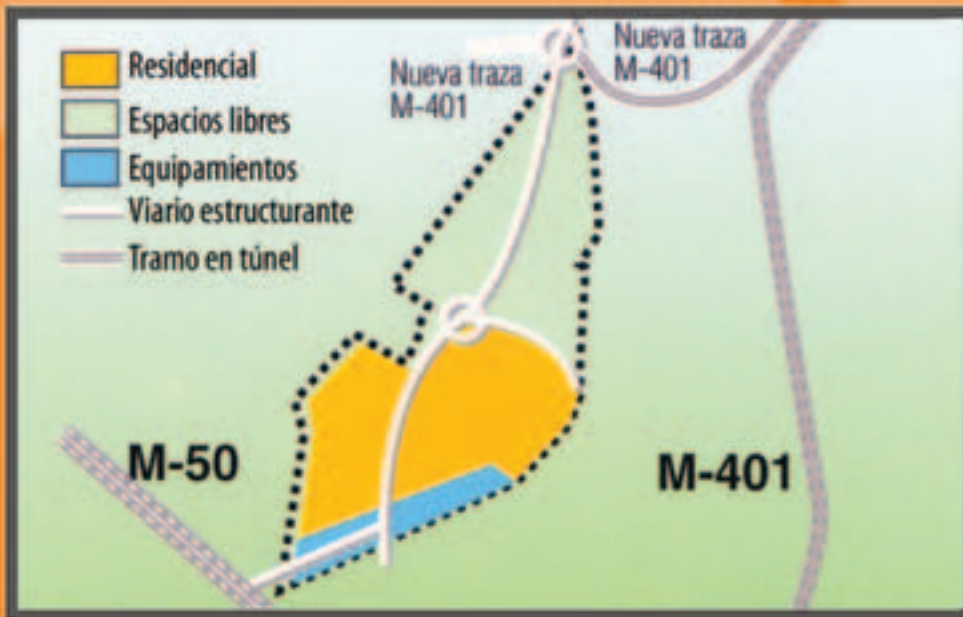 Residencial
Espacios libres
Equipamientos
Viario estructurante
Tramo en túnel
Nueva traza
M-401
Nueva traza
M-401
M-50
M-401